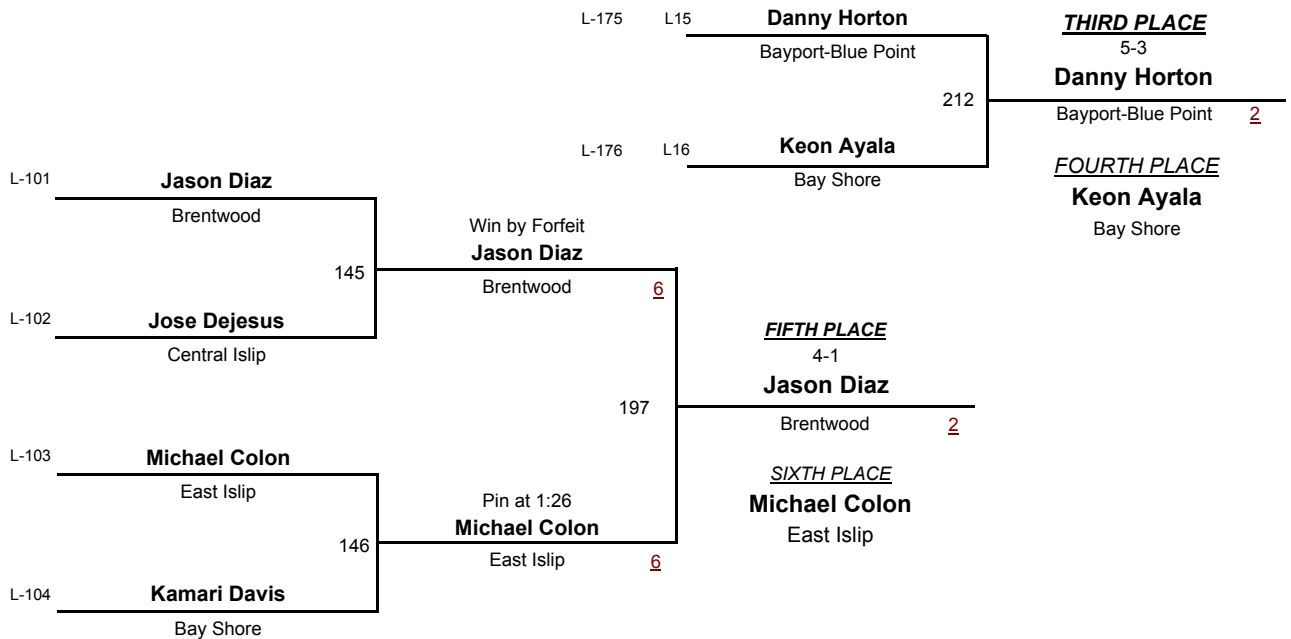 L-175 L15 Danny Horton
Bayport-Blue Point
212
L-176 L16 Keon Ayala
Bay Shore
THIRD PLACE
5-3
Danny Horton
Bayport-Blue Point 2
FOURTH PLACE
Keon Ayala
Bay Shore
L-101 Jason Diaz
Brentwood
145
L-102 Jose Dejesus
Central Islip
Win by Forfeit
Jason Diaz
Brentwood 6
197
L-103 Michael Colon
East Islip
146
L-104 Kamari Davis
Bay Shore
Pin at 1:26
Michael Colon
East Islip 6
FIFTH PLACE
4-1
Jason Diaz
Brentwood 2
SIXTH PLACE
Michael Colon
East Islip